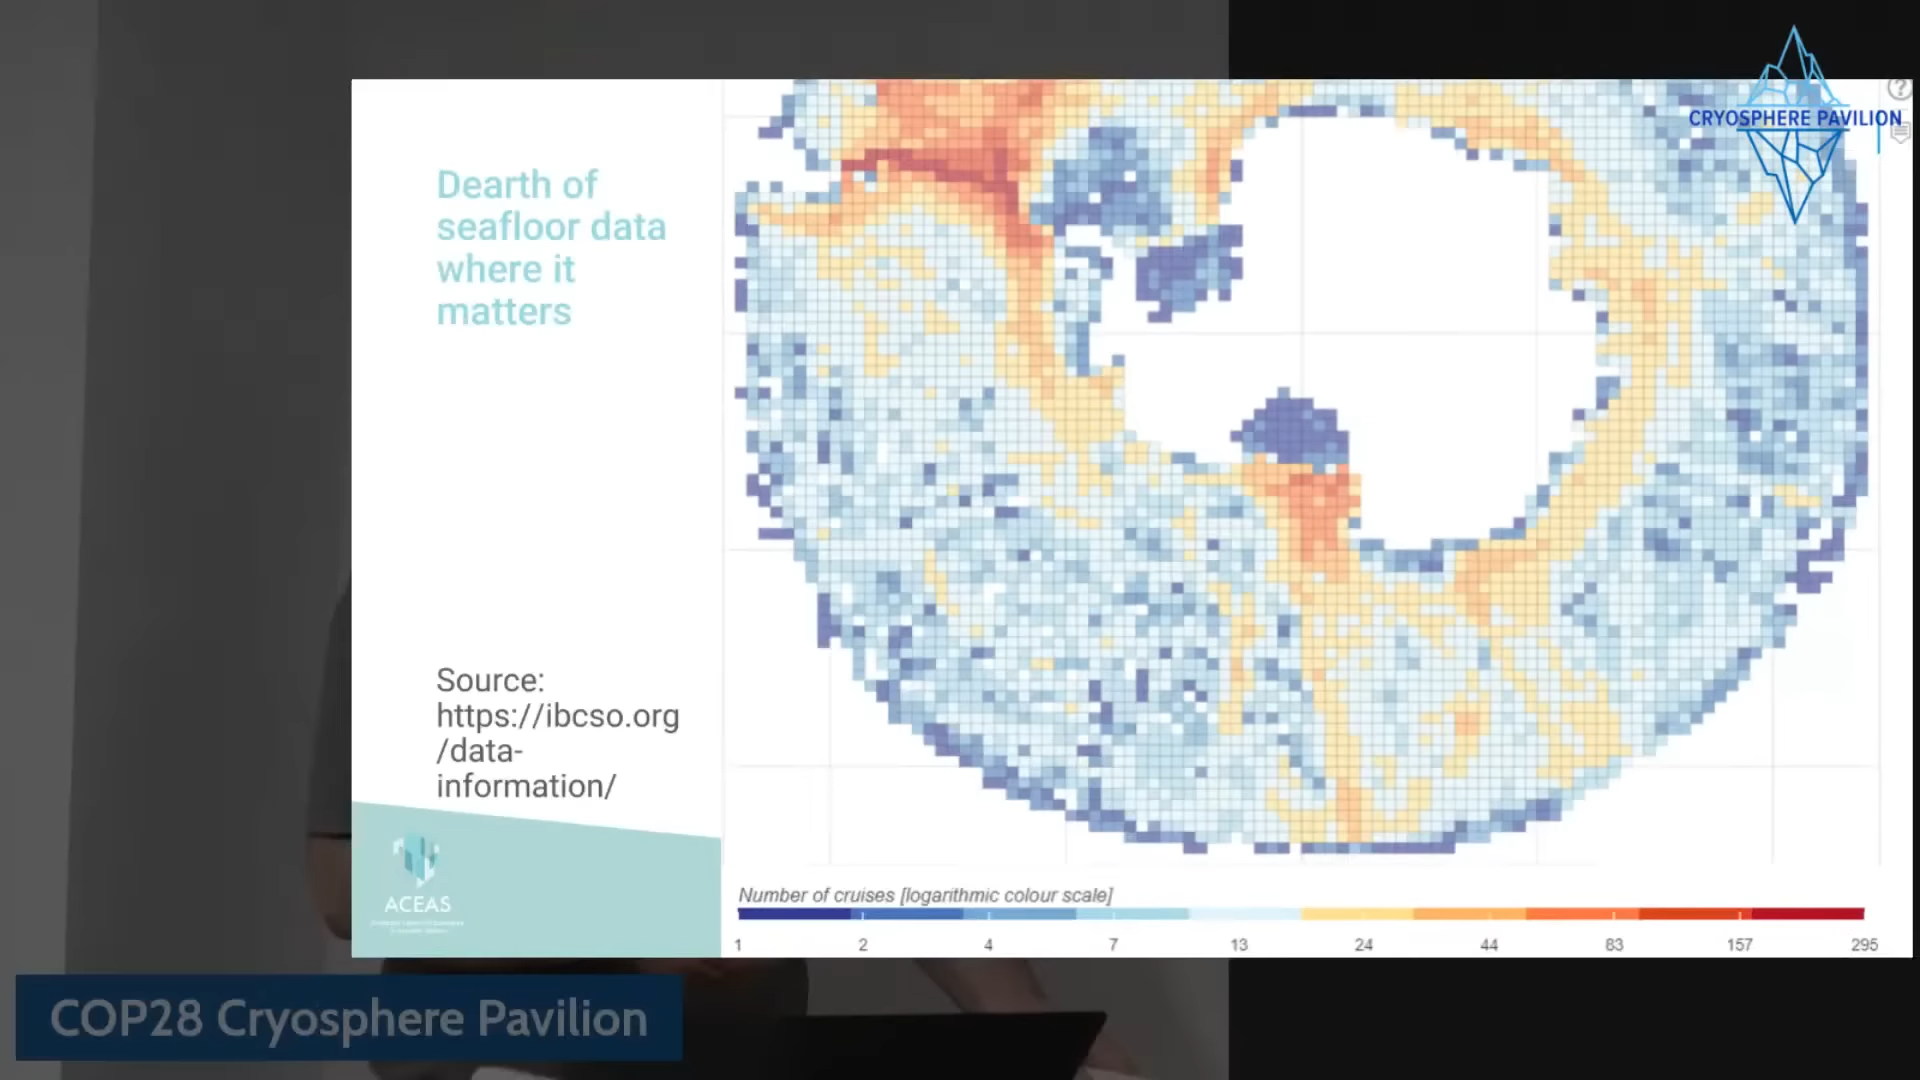 CRYOSPHERE PAVILION
Dearth of
seafloor data
where it
matters
Source:
https://ibcso.org
/data-
information/
ACEAS
Number of cruises [logarithmic colour scale]
1 2 4 7 13 24 44 83 157 295
COP28 Cryosphere Pavilion